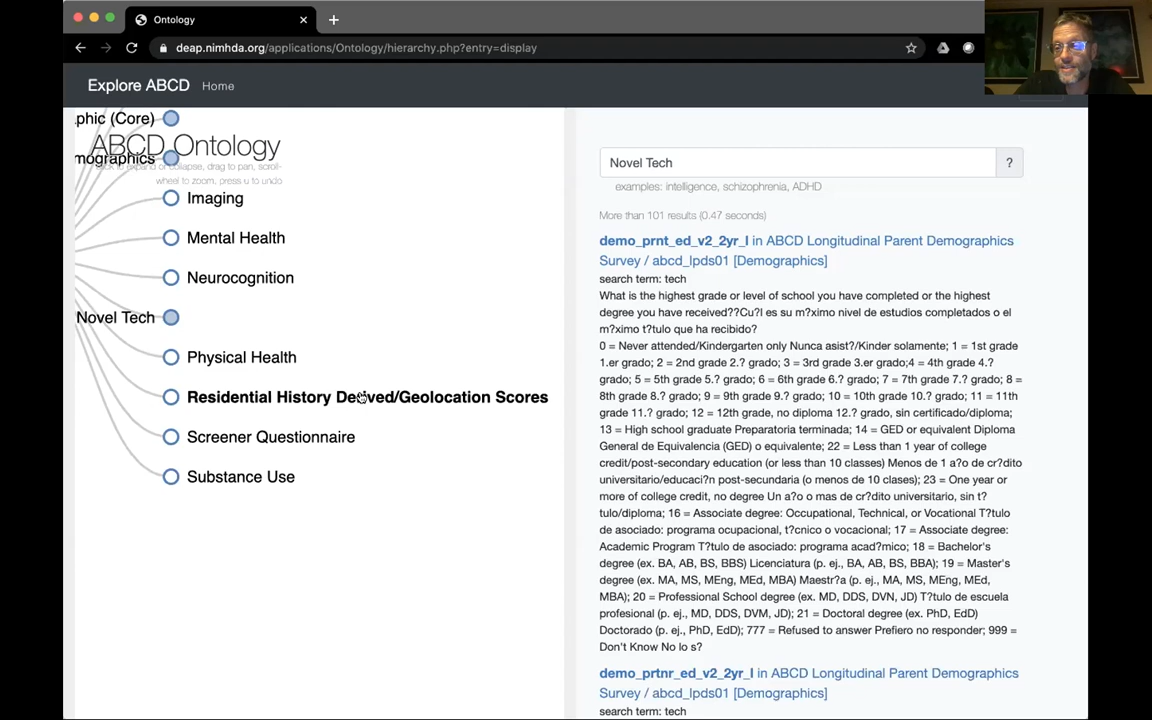 Ontology
deap.nimhda.org/applications/Ontology/hierarchy.php?entry=display
Explore ABCD Home
phic (Core)
ABCD Ontology
mographics
to expand or collapse, drag to pan, scroll-
wheel to zoom, press u to undo
Imaging
Mental Health
Neurocognition
Novel Tech
Physical Health
Residential History Derived/Geolocation Scores
Screener Questionnaire
Substance Use
Novel Tech ?
examples: intelligence, schizophrenia, ADHD
More than 101 results (0.47 seconds)
demo_prnt_ed_v2_2yr_l in ABCD Longitudinal Parent Demographics
Survey / abcd_lpds01 [Demographics]
search term: tech
What is the highest grade or level of school you have completed or the highest
degree you have received??Cu?l es su m?ximo nivel de estudios completados o el
m?ximo t?tulo que ha recibido?
0 = Never attended/Kindergarten only Nunca asist?/Kinder solamente; 1 = 1st grade
1.er grado; 2 = 2nd grade 2.? grado; 3 = 3rd grade 3.er grado;4 = 4th grade 4.?
grado; 5 = 5th grade 5.? grado; 6 = 6th grade 6.? grado; 7 = 7th grade 7.? grado; 8 =
8th grade 8.? grado; 9 = 9th grade 9.? grado; 10 = 10th grade 10.? grado; 11 = 11th
grade 11.? grado; 12 = 12th grade, no diploma 12.? grado, sin certificado/diploma;
13 = High school graduate Preparatoria terminada; 14 = GED or equivalent Diploma
General de Equivalencia (GED) o equivalente; 22 = Less than 1 year of college
credit/post-secondary education (or less than 10 classes) Menos de 1 a?o de cr?dito
universitario/educaci?n post-secundaria (o menos de 10 clases); 23 = One year or
more of college credit, no degree Un a?o o mas de cr?dito universitario, sin t?
tulo/diploma; 16 = Associate degree: Occupational, Technical, or Vocational T?tulo
de asociado: programa ocupacional, t?cnico o vocacional; 17 = Associate degree:
Academic Program T?tulo de asociado: programa acad?mico; 18 = Bachelor's
degree (ex. BA, AB, BS, BBS) Licenciatura (p. ej., BA, AB, BS, BBA); 19 = Master's
degree (ex. MA, MS, MEng, MEd, MBA) Maestr?a (p. ej., MA, MS, MEng, MEd,
MBA); 20 = Professional School degree (ex. MD, DDS, DVN, JD) T?tulo de escuela
profesional (p. ej., MD, DDS, DVM, JD); 21 = Doctoral degree (ex. PhD, EdD)
Doctorado (p. ej., PhD, EdD); 777 = Refused to answer Prefiero no responder; 999 =
Don't Know No lo s?
demo_prtnr_ed_v2_2yr_l in ABCD Longitudinal Parent Demographics
Survey / abcd_lpds01 [Demographics]
search term: tech